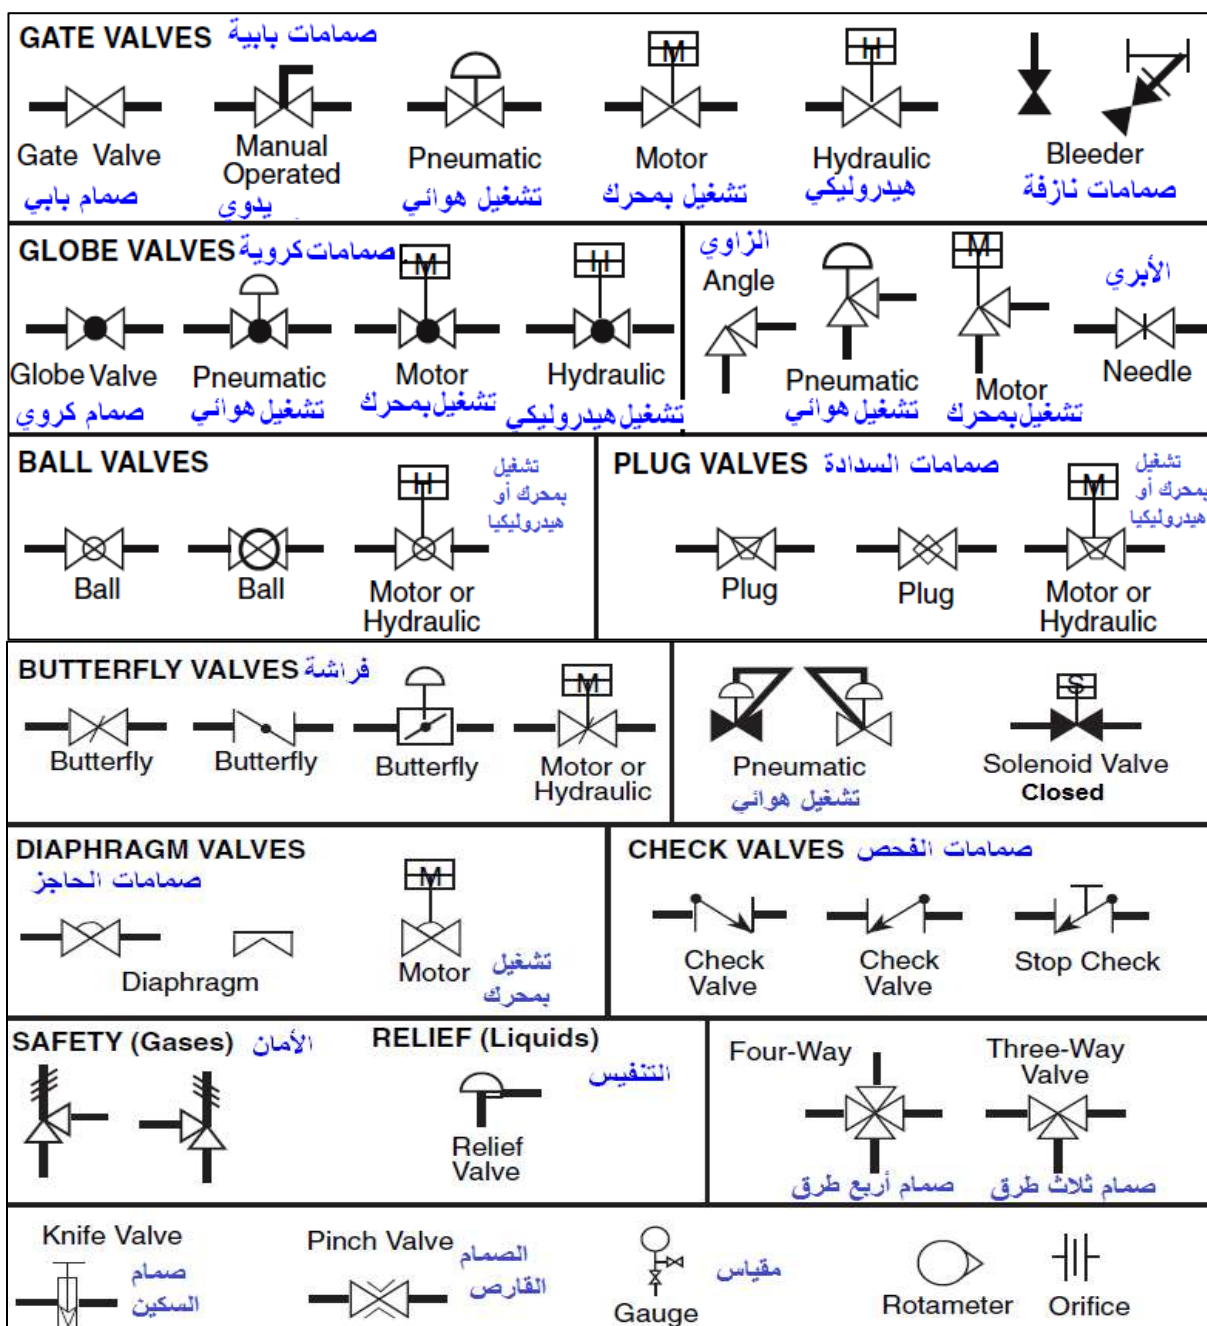 GATE VALVES صمامات بابية
M
H
Gate Valve
صمام بابي
Manual
Operated
يدوي
Pneumatic
تشغيل هوائي
Motor
تشغيل بمحرك
Hydraulic
هيدروليكي
Bleeder
صمامات نازفة
GLOBE VALVES صمامات كروية
M
H
Globe Valve
صمام كروي
Pneumatic
تشغيل هوائي
Motor
تشغيل بمحرك
Hydraulic
تشغيل هيدروليكي
الزاوي
Angle
M
Pneumatic
تشغيل هوائي
Motor
تشغيل بمحرك
الأبري
Needle
BALL VALVES
H
تشغيل
بمحرك أو
هيدروليكيا
Ball
Ball
Motor or
Hydraulic
PLUG VALVES صمامات السدادة
M
تشغيل
بمحرك أو
هيدروليكيا
Plug
Plug
Motor or
Hydraulic
BUTTERFLY VALVES فراشة
M
Butterfly
Butterfly
Butterfly
Motor or
Hydraulic
Pneumatic
تشغيل هوائي
S
Solenoid Valve
Closed
DIAPHRAGM VALVES
صمامات الحاجز
M
Diaphragm
Motor
تشغيل
بمحرك
CHECK VALVES صمامات الفحص
Check
Valve
Check
Valve
Stop Check
SAFETY (Gases) الأمان
RELIEF (Liquids)
التنفيس
Relief
Valve
Four-Way
صمام أربع طرق
Three-Way
Valve
صمام ثلاث طرق
Knife Valve
صمام
السكين
Pinch Valve
الصمام
القارص
Gauge
مقياس
Rotameter
Orifice